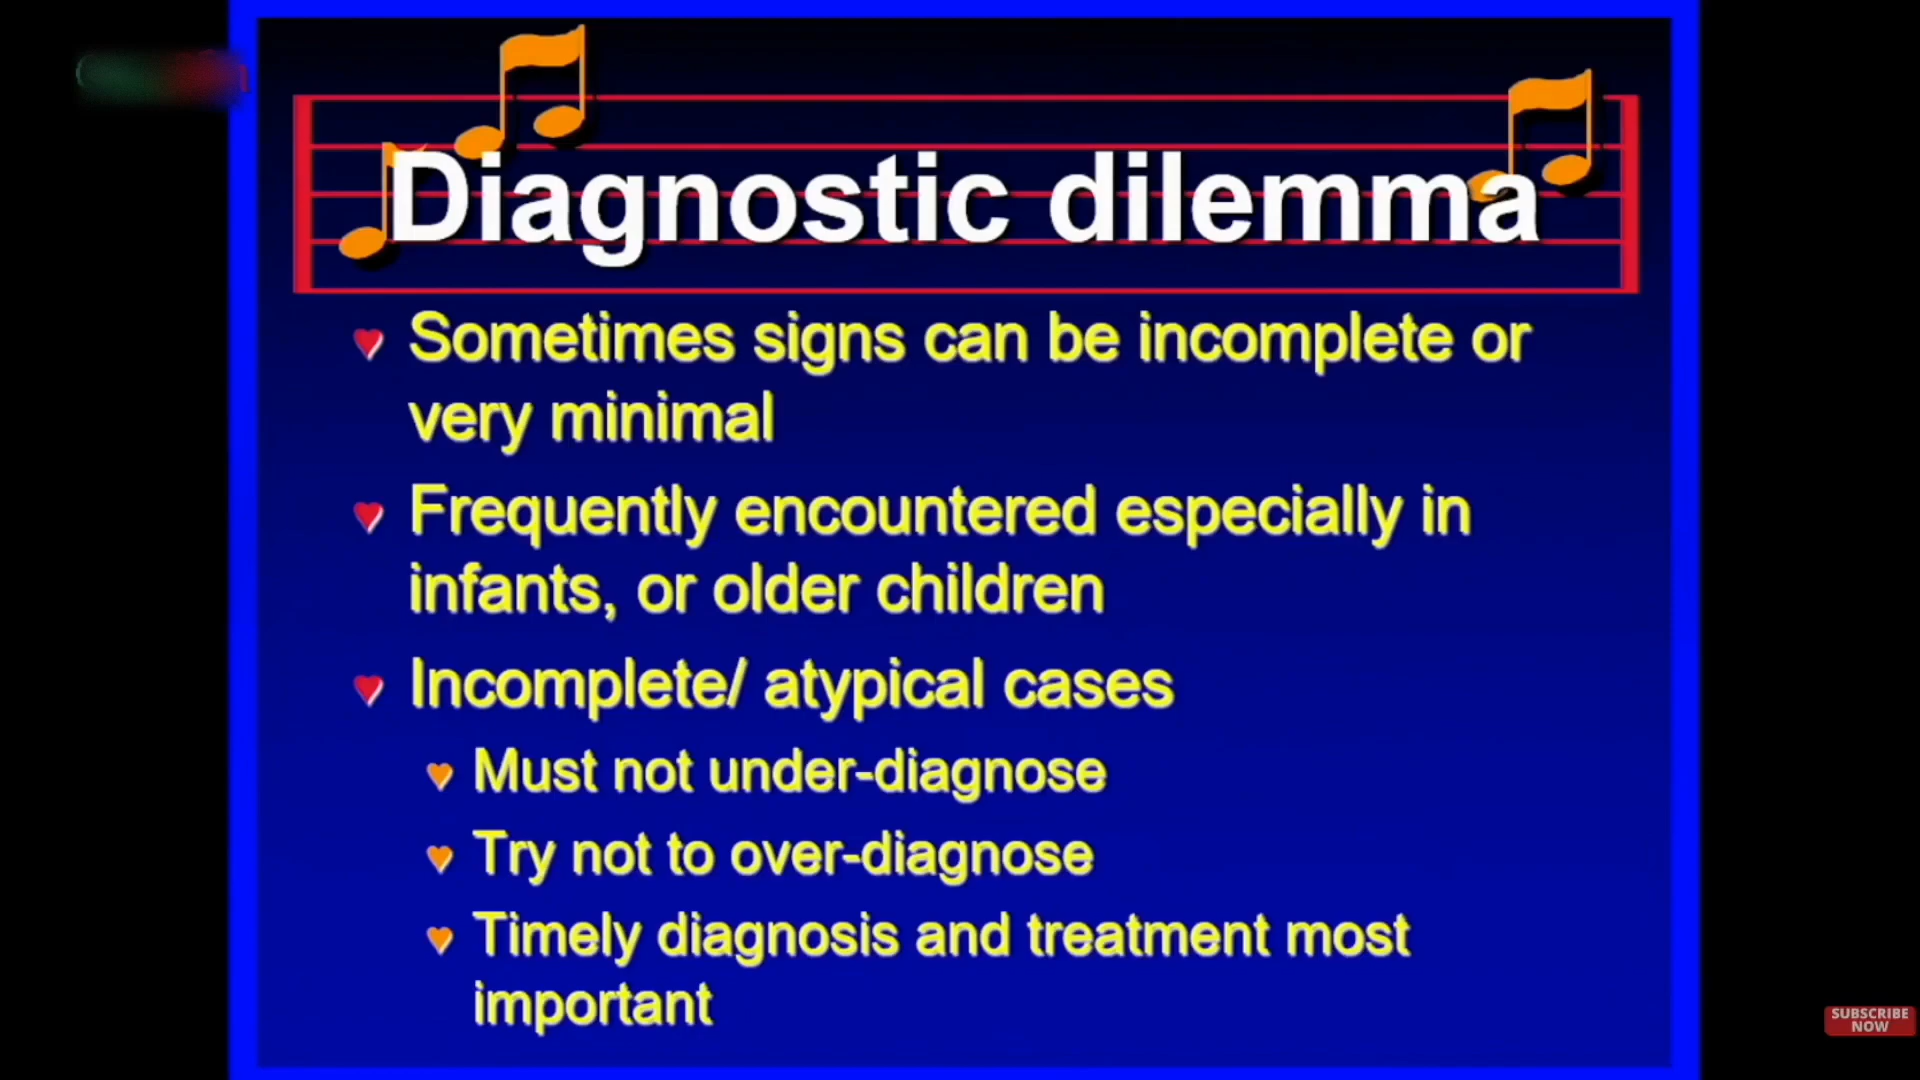 Diagnostic dilemma
Sometimes signs can be incomplete or
very minimal
Frequently encountered especially in
infants, or older children
Incomplete/ atypical cases
Must not under-diagnose
Try not to over-diagnose
Timely diagnosis and treatment most
important
SUBSCRIBE
NOW